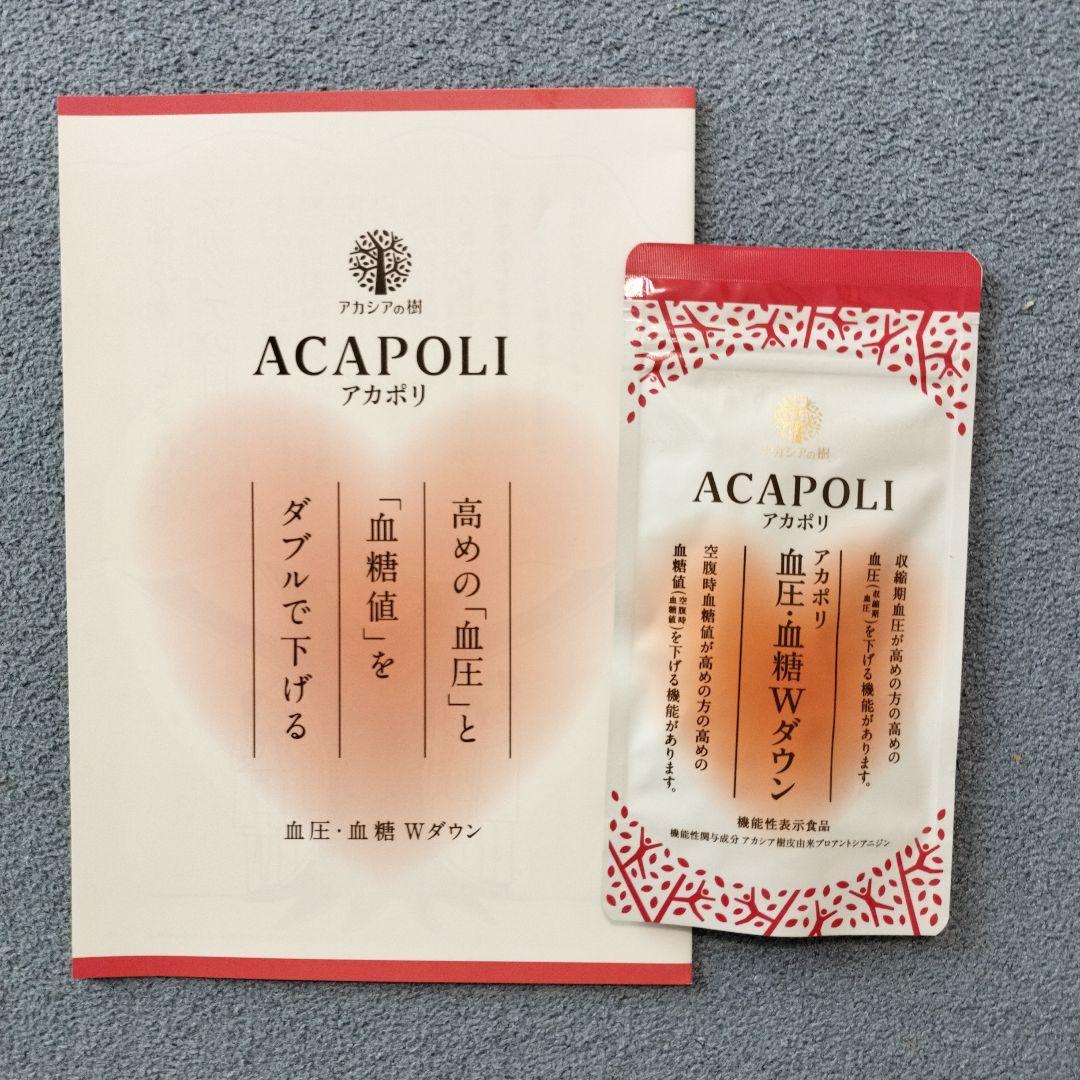 アカシアの樹
ACAPOLI
アカポリ
高めの「血圧」と
「血糖値」を
ダブルで下げる
血圧・血糖 Wダウン
アカシアの樹
ACAPOLI
アカポリ
収縮期血圧が高めの方の高めの
血圧(収縮期血圧)を下げる機能があります。
アカポリ
血圧・血糖Wダウン
空腹時血糖値が高めの方の高めの
血糖値(空腹時血糖値)を下げる機能があります。
機能性表示食品
機能性関与成分 アカシア樹皮由来プロアントシアニジン